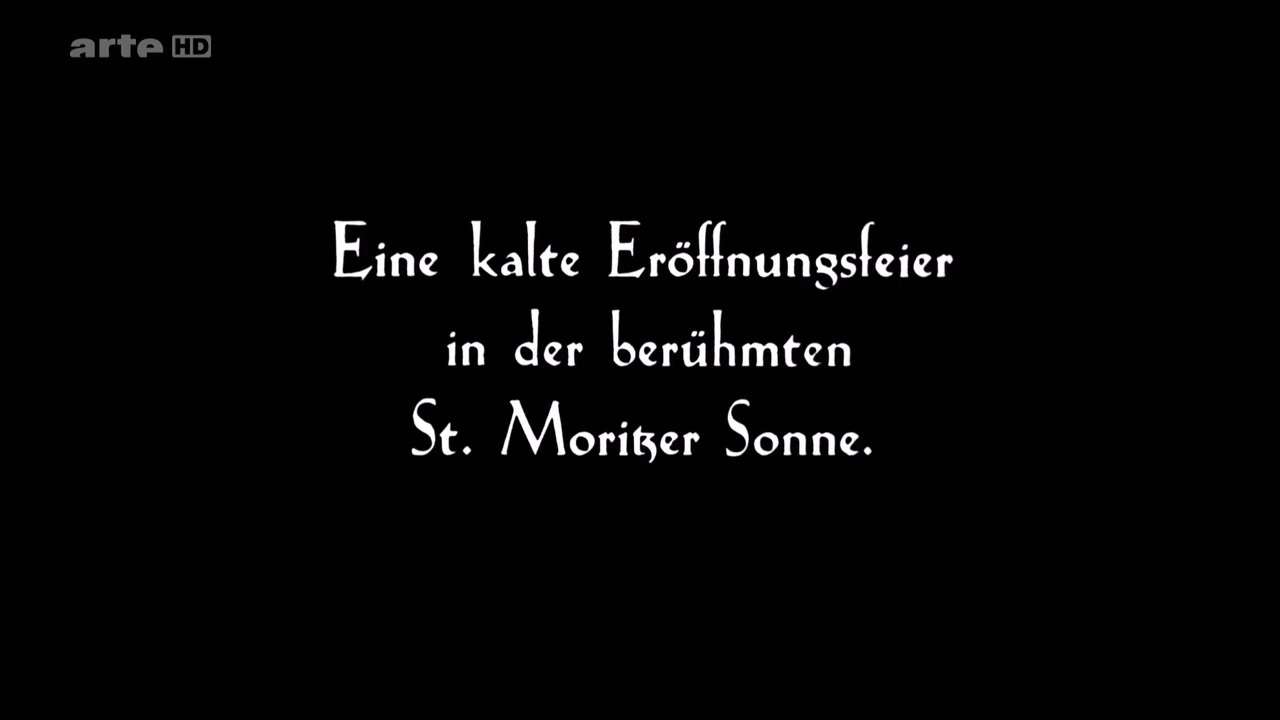 arte HD
Eine kalte Eröffnungsfeier
in der berühmten
St. Moritzer Sonne.